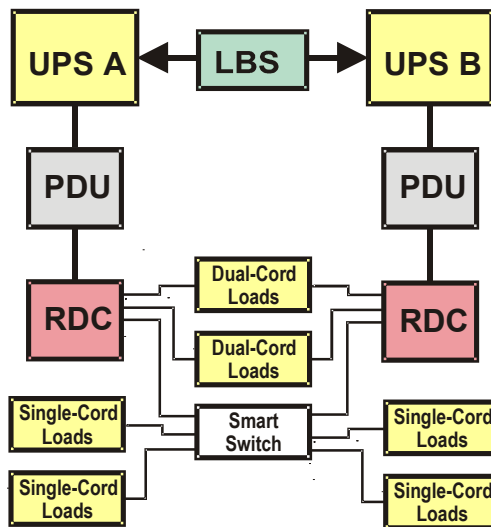 UPS A
LBS
UPS B
PDU
PDU
RDC
RDC
Dual-Cord
Loads
Dual-Cord
Loads
Single-Cord
Loads
Smart
Switch
Single-Cord
Loads
Single-Cord
Loads
Single-Cord
Loads